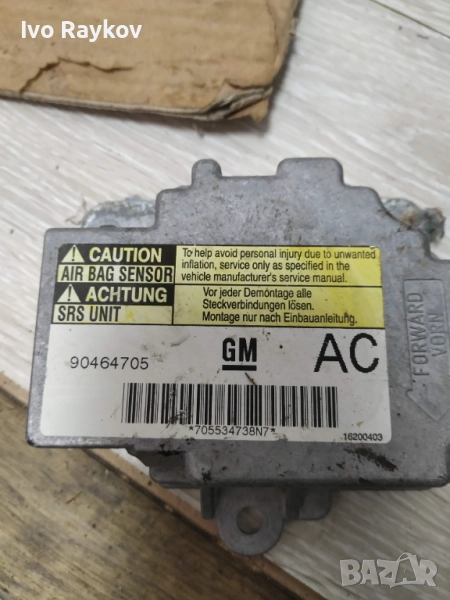 Ivo Raykov
CAUTION
AIR BAG SENSOR
To help avoid personal injury due to unwanted
inflation, service only as specified in the
vehicle manufacturer's service manual.
ACHTUNG
SRS UNIT
Vor jeder Demontage alle
Steckverbindungen lösen.
Montage nur nach Einbauanleitung.
90464705
GM
AC
*705534738N7*
16200403
FORWARD
VO
BAZAR